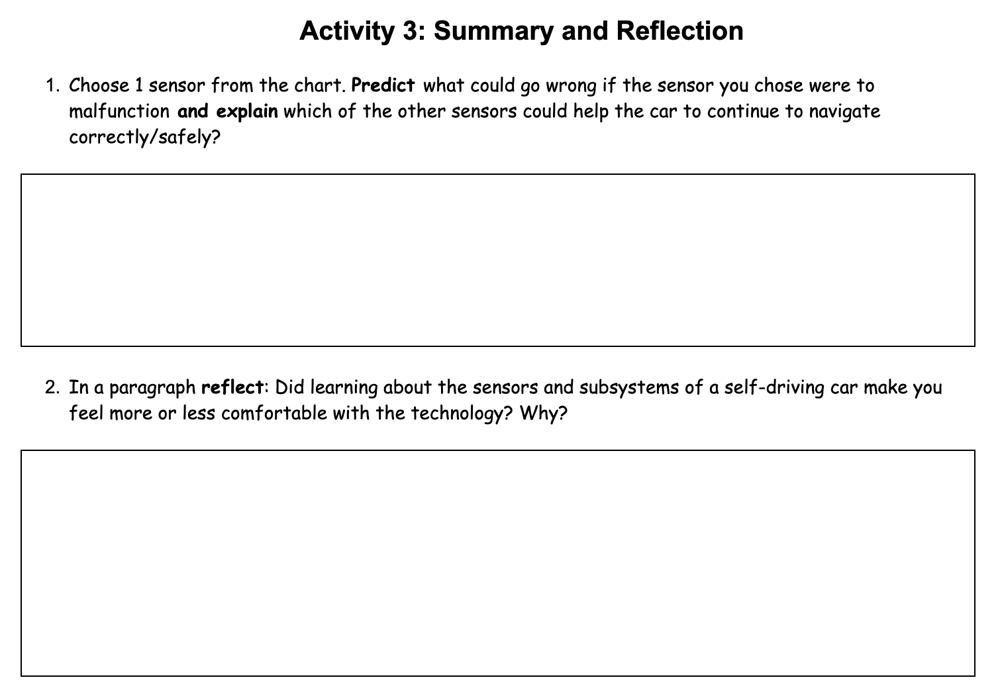 Activity 3: Summary and Reflection
1. Choose 1 sensor from the chart. Predict what could go wrong if the sensor you chose were to
malfunction and explain which of the other sensors could help the car to continue to navigate
correctly/safely?
2. In a paragraph reflect: Did learning about the sensors and subsystems of a self-driving car make you
feel more or less comfortable with the technology? Why?